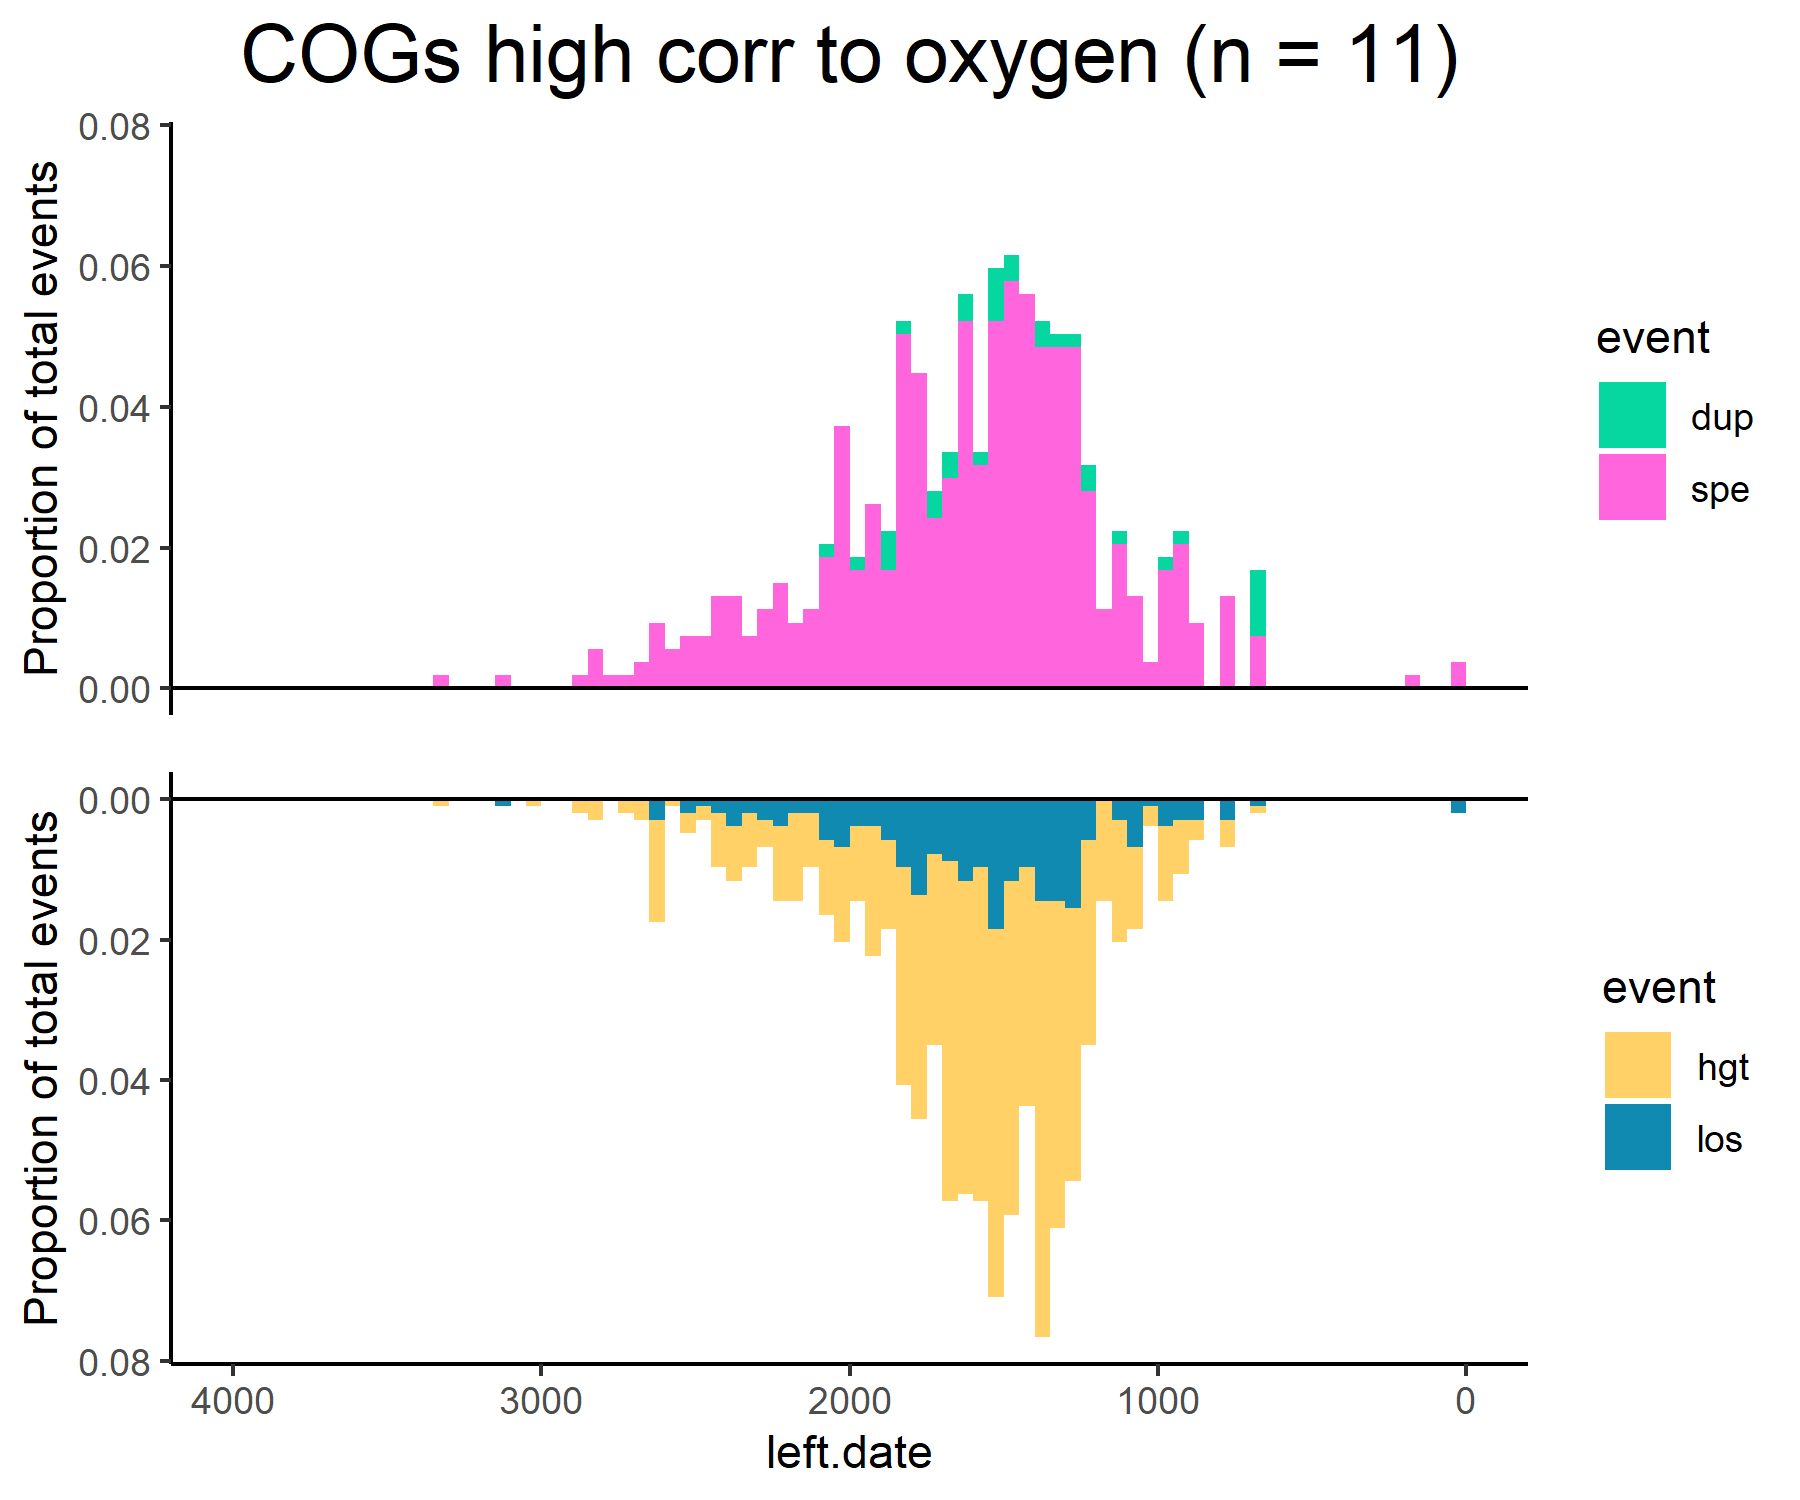 COGs high corr to oxygen (n = 11)
Proportion of total events
0.08
0.06
0.04
0.02
0.00
event
dup
spe
Proportion of total events
0.00
0.02
0.04
0.06
0.08
event
hgt
los
4000 3000 2000 1000 0
left.date